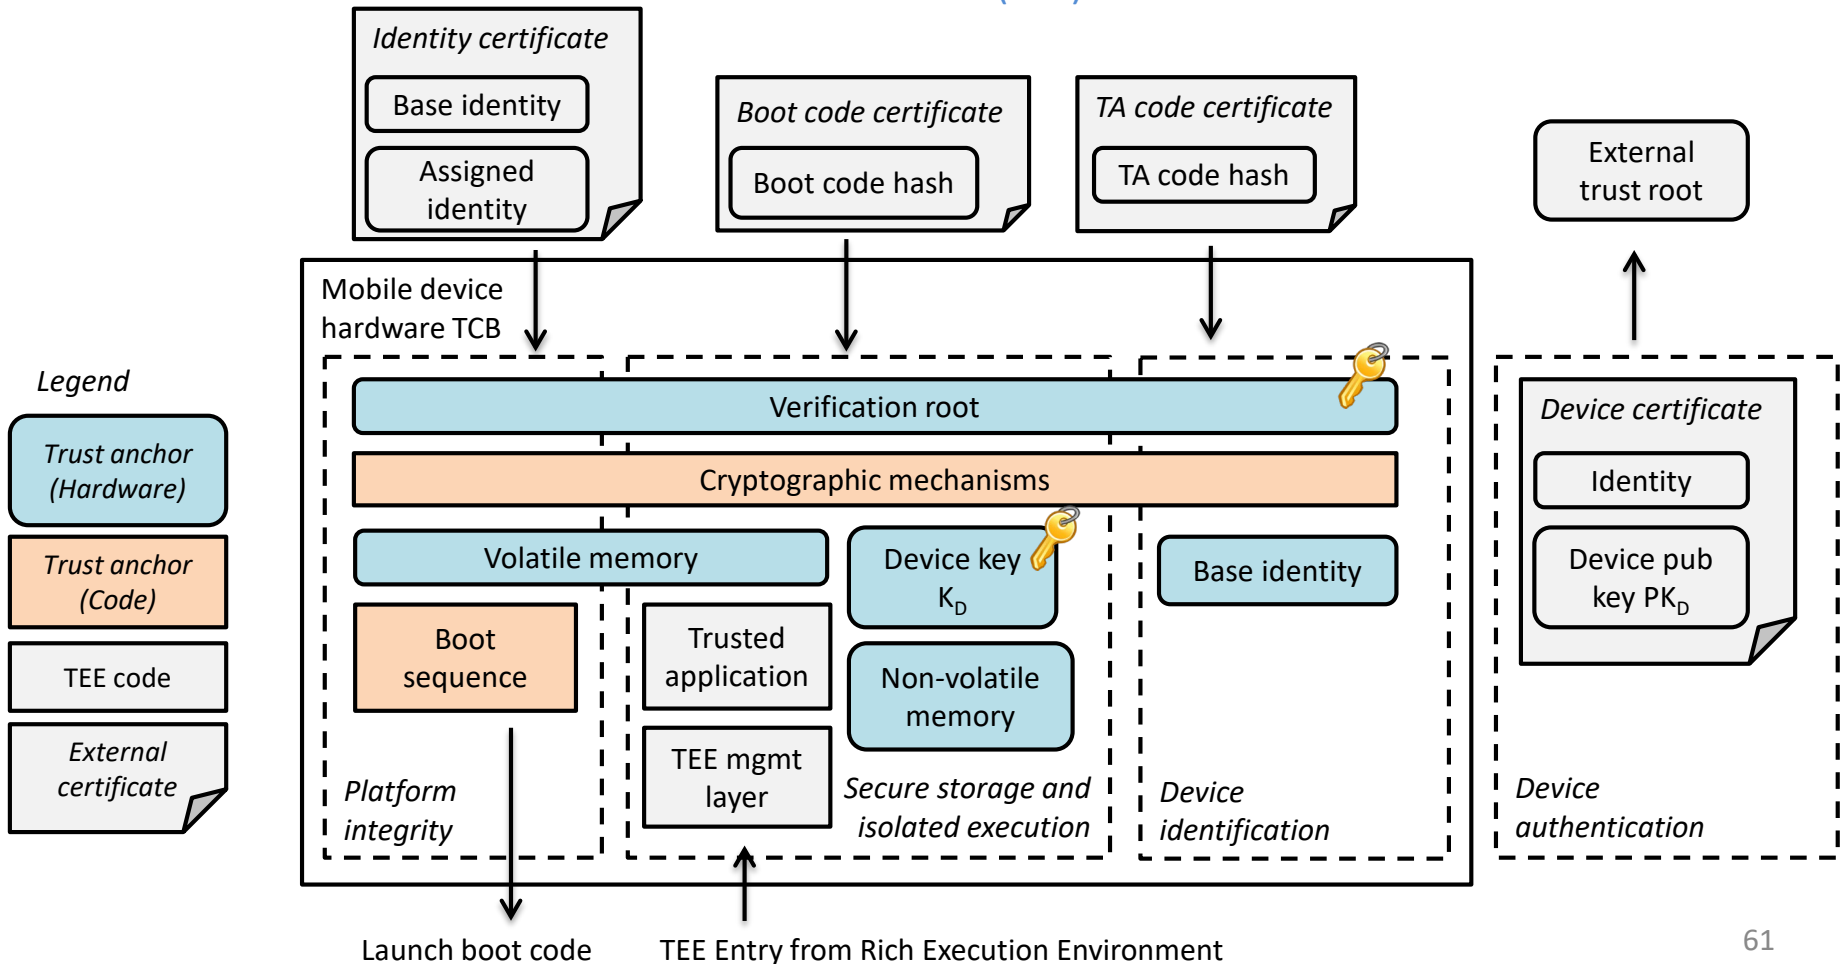 Identity certificate
Base identity
Assigned
identity
Boot code certificate
Boot code hash
TA code certificate
TA code hash
External
trust root
Mobile device
hardware TCB
Legend
Trust anchor
(Hardware)
Trust anchor
(Code)
TEE code
External
certificate
Verification root
Cryptographic mechanisms
Volatile memory
Boot
sequence
Platform
integrity
Trusted
application
TEE mgmt
layer
Device key
K_D
Non-volatile
memory
Secure storage and
isolated execution
Base identity
Device
identification
Device certificate
Identity
Device pub
key PK_D
Device
authentication
Launch boot code
TEE Entry from Rich Execution Environment
61